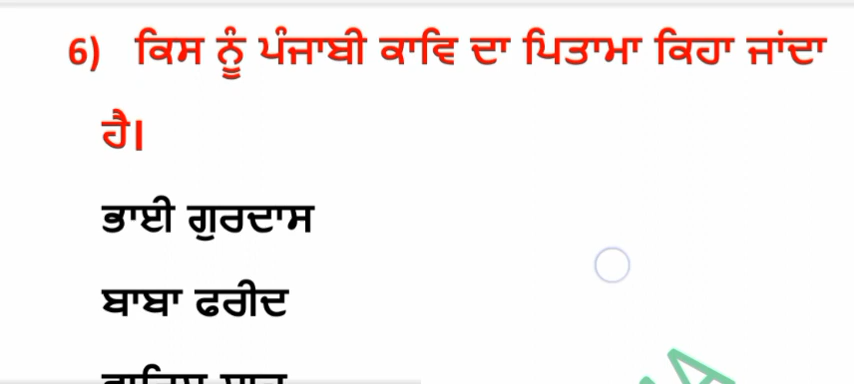 6) ਕਿਸ ਨੂੰ ਪੰਜਾਬੀ ਕਾਵਿ ਦਾ ਪਿਤਾਮਾ ਕਿਹਾ ਜਾਂਦਾ
ਹੈ।
ਭਾਈ ਗੁਰਦਾਸ
ਬਾਬਾ ਫਰੀਦ